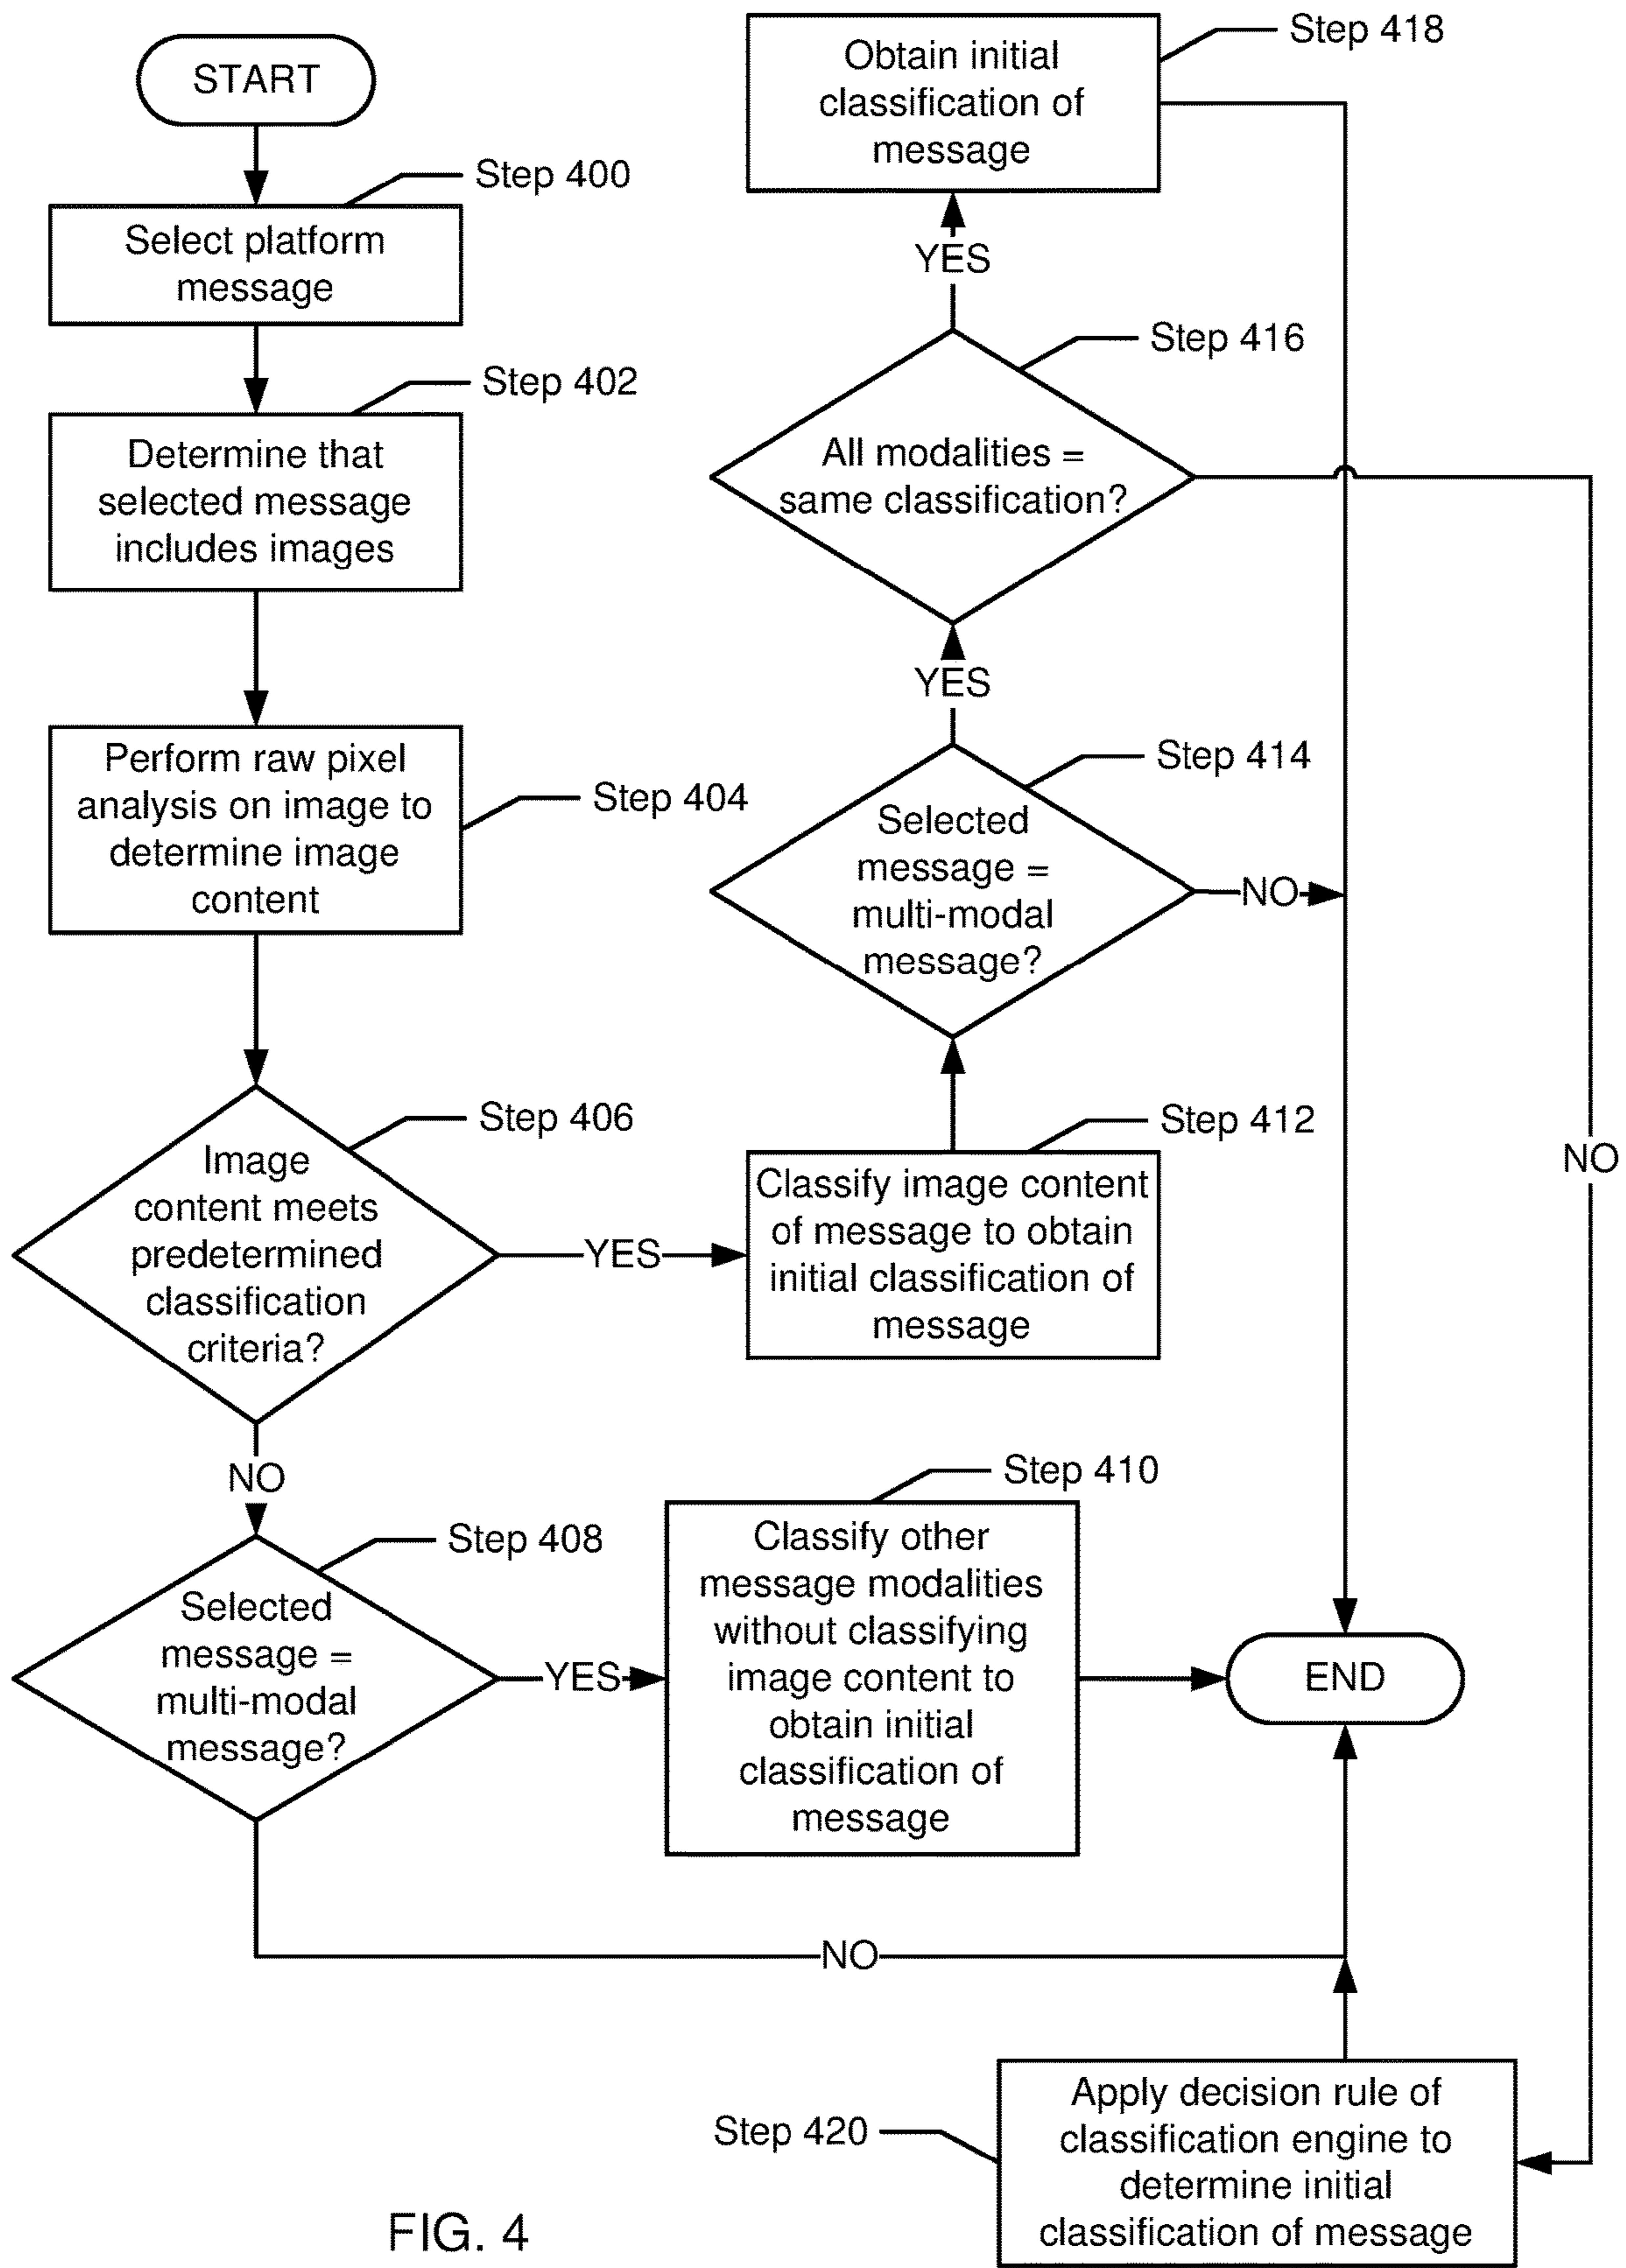 START
Step 400
Select platform
message
Step 402
Determine that
selected message
includes images
Perform raw pixel
analysis on image to
determine image
content
Step 404
Step 406
Image
content meets
predetermined
classification
criteria?
YES
NO
Step 408
Selected
message =
multi-modal
message?
YES
NO
Step 410
Classify other
message modalities
without classifying
image content to
obtain initial
classification of
message
Step 412
Classify image content
of message to obtain
initial classification of
message
Step 414
Selected
message =
multi-modal
message?
NO
YES
Step 416
All modalities =
same classification?
YES
NO
Step 418
Obtain initial
classification of
message
END
Step 420
Apply decision rule of
classification engine to
determine initial
classification of message
FIG. 4